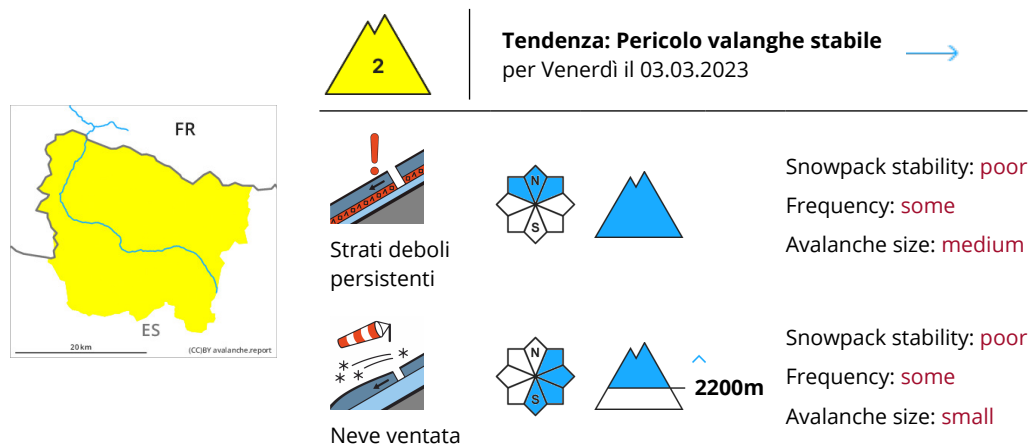 2
Tendenza: Pericolo valanghe stabile
per Venerdì il 03.03.2023
FR
ES
20 km
(CC)BY avalanche.report
Strati deboli
persistenti
N
S
Snowpack stability: poor
Frequency: some
Avalanche size: medium
Neve ventata
N
S
2200m
Snowpack stability: poor
Frequency: some
Avalanche size: small